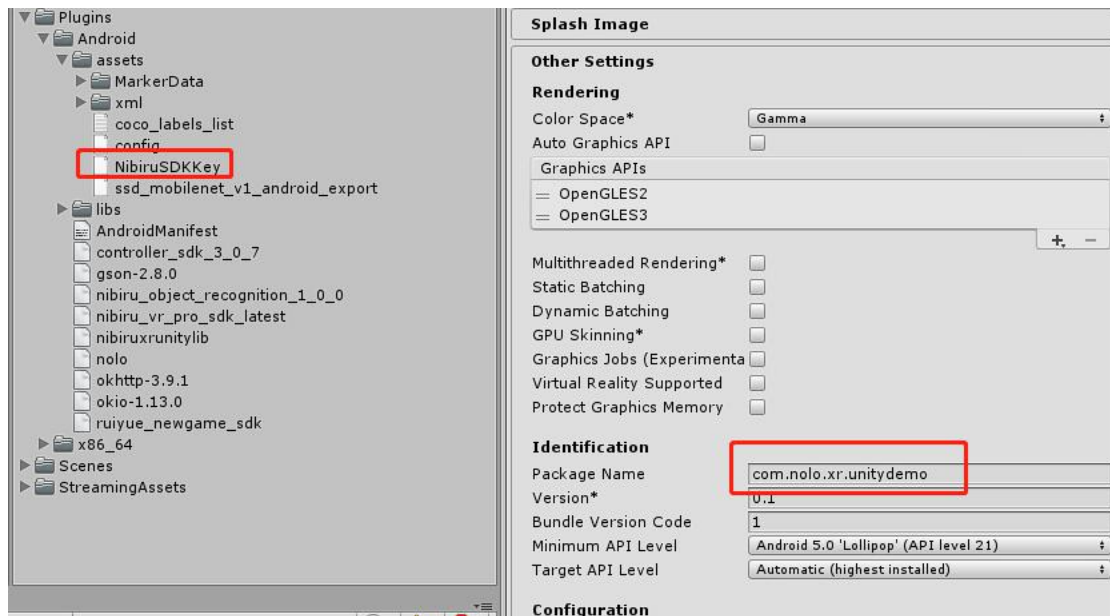 Plugins
Android
assets
MarkerData
xml
coco_labels_list
config
NibiruSDKKey
ssd_mobilenet_v1_android_export
libs
AndroidManifest
controller_sdk_3_0_7
gson-2.8.0
nibiru_object_recognition_1_0_0
nibiru_vr_pro_sdk_latest
nibiruxrunitylib
nolo
okhttp-3.9.1
okio-1.13.0
ruiyue_newgame_sdk
x86_64
Scenes
StreamingAssets
Splash Image
Other Settings
Rendering
Color Space* Gamma
Auto Graphics API
Graphics APIs
= OpenGLES2
= OpenGLES3
+, −
Multithreaded Rendering*
Static Batching
Dynamic Batching
GPU Skinning*
Graphics Jobs (Experimenta
Virtual Reality Supported
Protect Graphics Memory
Identification
Package Name com.nolo.xr.unitydemo
Version* 0.1
Bundle Version Code 1
Minimum API Level Android 5.0 'Lollipop' (API level 21)
Target API Level Automatic (highest installed)
Configuration